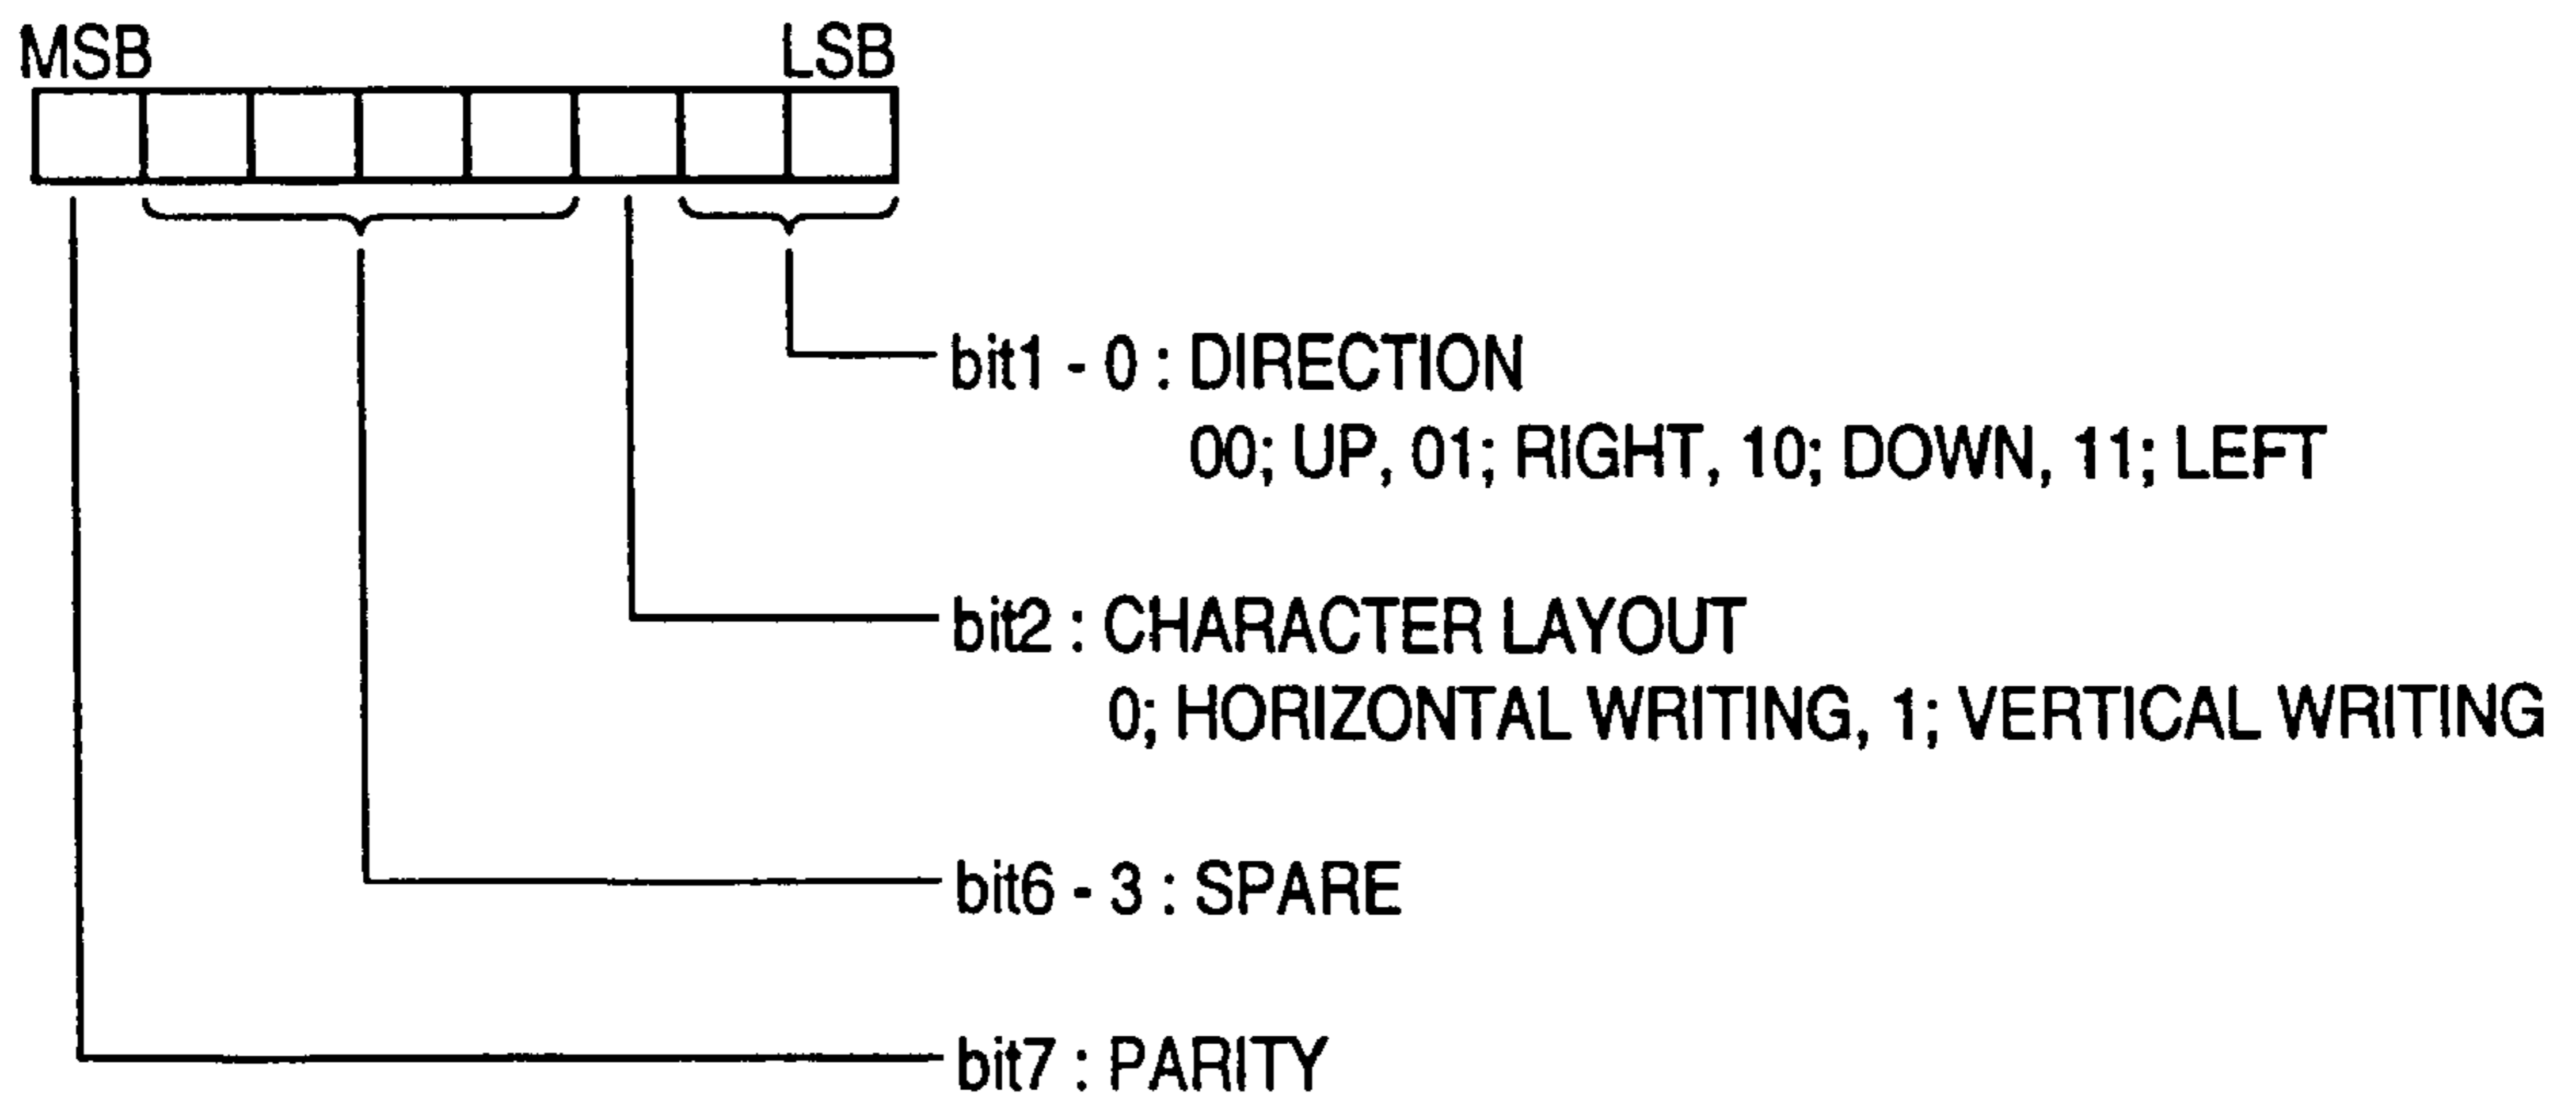 MSB LSB
bit1 - 0 : DIRECTION
00; UP, 01; RIGHT, 10; DOWN, 11; LEFT
bit2 : CHARACTER LAYOUT
0; HORIZONTAL WRITING, 1; VERTICAL WRITING
bit6 - 3 : SPARE
bit7 : PARITY